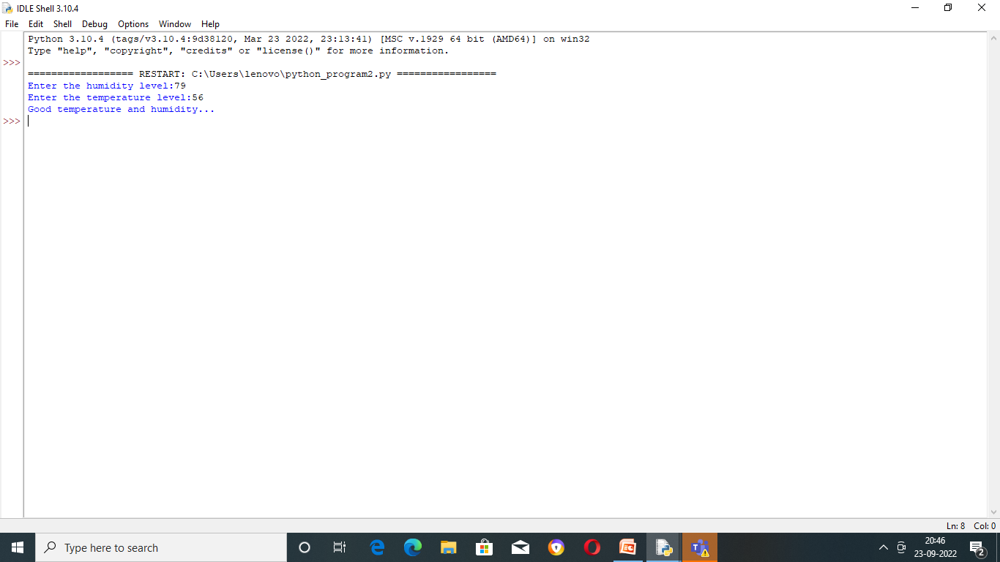 IDLE Shell 3.10.4
File Edit Shell Debug Options Window Help
Python 3.10.4 (tags/v3.10.4:9d38120, Mar 23 2022, 23:13:41) [MSC v.1929 64 bit (AMD64)] on win32
Type "help", "copyright", "credits" or "license()" for more information.
>>>
================== RESTART: C:\Users\lenovo\python_program2.py =================
Enter the humidity level:79
Enter the temperature level:56
Good temperature and humidity...
>>>
Ln: 8 Col: 0
Type here to search
20:46
23-09-2022
2